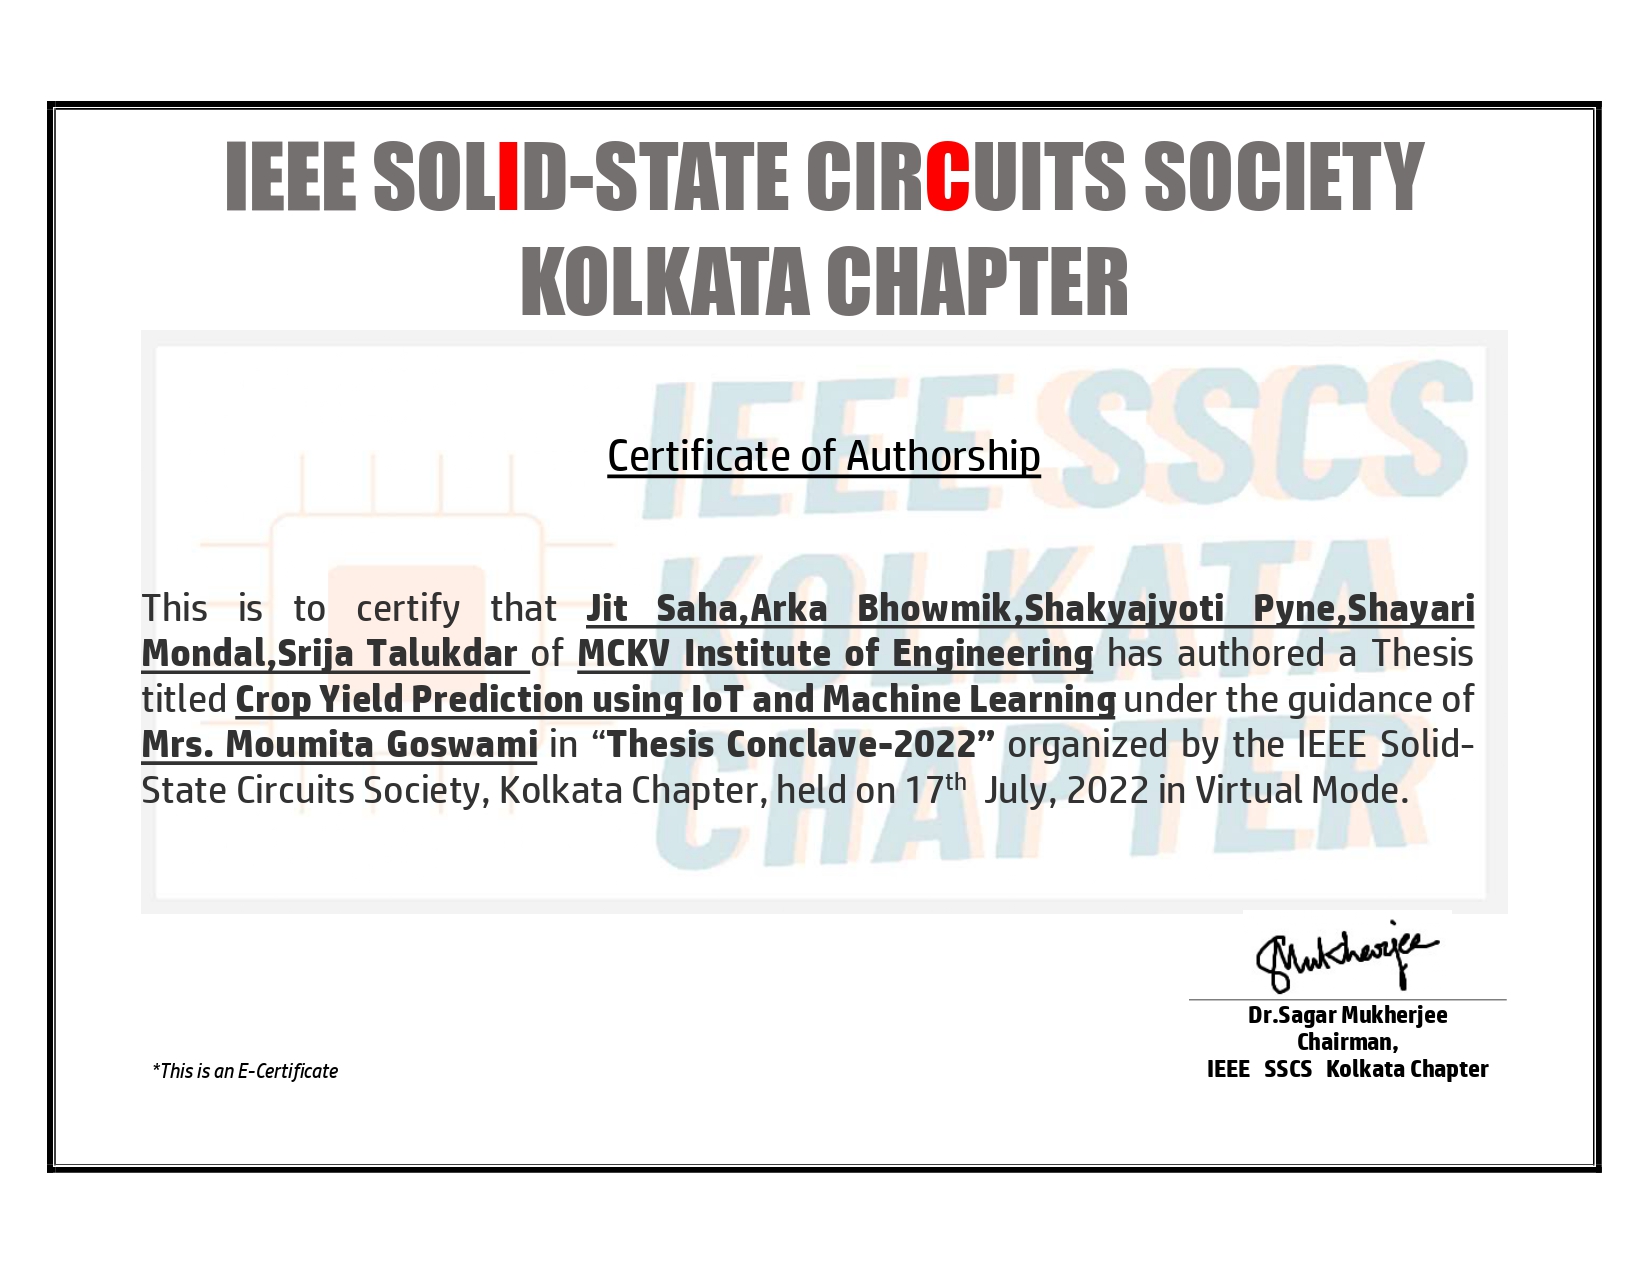 IEEE SOLID-STATE CIRCUITS SOCIETY
KOLKATA CHAPTER
IEEE SSCS
KOLKATA
CHAPTER
Certificate of Authorship
This is to certify that Jit Saha,Arka Bhowmik,Shakyajyoti Pyne,Shayari
Mondal,Srija Talukdar of MCKV Institute of Engineering has authored a Thesis
titled Crop Yield Prediction using IoT and Machine Learning under the guidance of
Mrs. Moumita Goswami in “Thesis Conclave-2022” organized by the IEEE Solid-
State Circuits Society, Kolkata Chapter, held on 17th July, 2022 in Virtual Mode.
SMukherjee
Dr.Sagar Mukherjee
Chairman,
IEEE SSCS Kolkata Chapter
*This is an E-Certificate